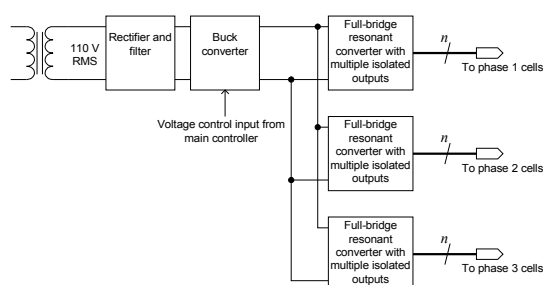 110 V
RMS
Rectifier and
filter
Buck
converter
Voltage control input from
main controller
Full-bridge
resonant
converter with
multiple isolated
outputs
n
To phase 1 cells
Full-bridge
resonant
converter with
multiple isolated
outputs
n
To phase 2 cells
Full-bridge
resonant
converter with
multiple isolated
outputs
n
To phase 3 cells